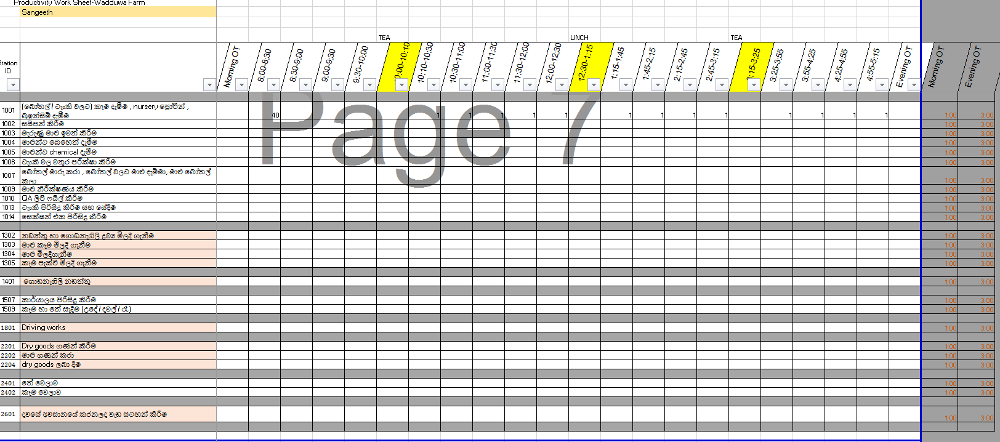 Productivity Work Sheet-Wadduwa Farm
Sangeeth
TEA LINCH TEA
Station ID Morning OT 8:00-8:30 8:30-9:00 9:00-9:30 9:30-10:00 10:00-10:10 10:10-10:30 10:30-11:00 11:00-11:30 11:30-12:00 12:00-12:30 12:30-1:15 1:15-1:45 1:45-2:15 2:15-2:45 2:45-3:15 3:15-3:25 3:25-3:55 3:55-4:25 4:25-4:55 4:55-5:15 Evening OT Morning OT Evening OT
Page 7
1001 (බෝතල් / ටැංකි වලට) කෑම දැමීම , nursery ප්‍රෝටීන් ,
බ්‍රයින්සිම් දැමීම 40 1 1 1 1 1 1 1 1 1 1 1 1 1 1 1:00 3:00
1002 සයිපන් කිරීම 1:00 3:00
1003 මැරුණු මාළු ඉවත් කිරීම 1:00 3:00
1004 මාළුන්ට බෙහෙත් දැමීම 1:00 3:00
1005 මාළුන්ට chemical දැමීම 1:00 3:00
1006 ටැංකි වල වතුර පරීක්ෂා කිරීම 1:00 3:00
1007 බෝතල් මාරු කරා , බෝතල් වලට මාළු දැම්මා, මාළු බෝතල්
කලා 1:00 3:00
1009 මාළු නිරීක්ෂණය කිරීම 1:00 3:00
1010 QA ලිපි ෆයිල් කිරීම 1:00 3:00
1013 ටැංකි පිරිසිදු කිරීම සහ සේදීම 1:00 3:00
1014 සෙක්ෂන් එක පිරිසිදු කිරීම 1:00 3:00
1302 නඩත්තු හා ගොඩනැගිලි ද්‍රව්‍ය මිලදී ගැනීම 1:00 3:00
1303 මාළු කෑම මිලදී ගැනීම 1:00 3:00
1304 මාළු මිලදීගැනීම 1:00 3:00
1305 කෑම පැකට් මිලදී ගැනීම 1:00 3:00
1401 ගොඩනැගිලි නඩත්තු 1:00 3:00
1507 කාර්යාලය පිරිසිදු කිරීම 1:00 3:00
1509 කෑම හා තේ සැදීම (උදේ / දවල් / රෑ) 1:00 3:00
1801 Driving works 1:00 3:00
2201 Dry goods ගණන් කිරීම 1:00 3:00
2202 මාළු ගණන් කරා 1:00 3:00
2204 dry goods ලබා දීම 1:00 3:00
2401 තේ වෙලාව 1:00 3:00
2402 කෑම වෙලාව 1:00 3:00
2601 දවසේ අවසානයේ කරනලද වැඩ සටහන් කිරීම 1:00 3:00